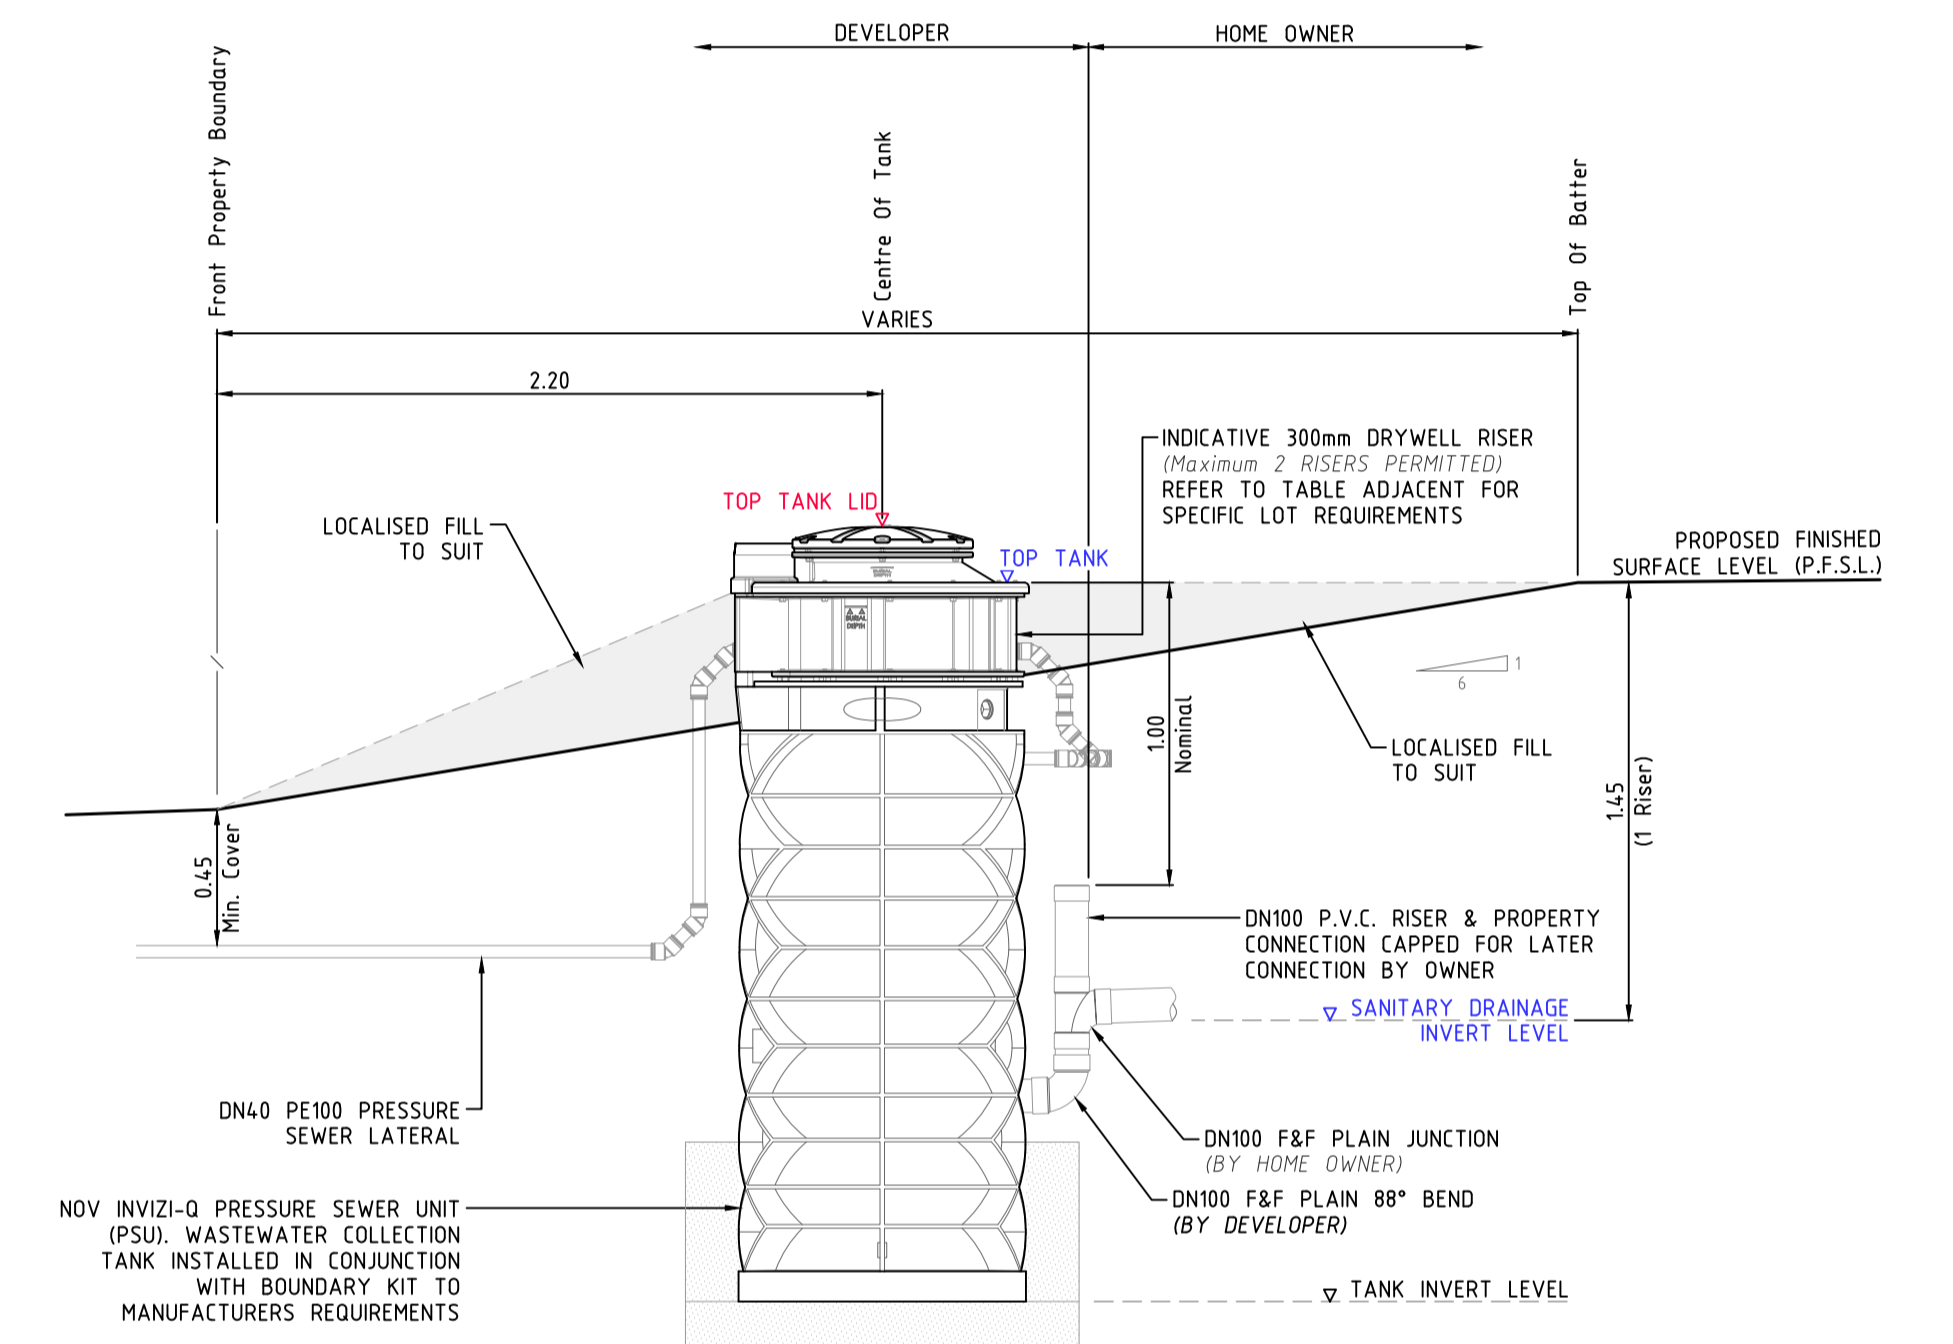 DEVELOPER
HOME OWNER
Front Property Boundary
Centre Of Tank
Top Of Batter
VARIES
2.20
INDICATIVE 300mm DRYWELL RISER
(Maximum 2 RISERS PERMITTED)
REFER TO TABLE ADJACENT FOR
SPECIFIC LOT REQUIREMENTS
TOP TANK LID
LOCALISED FILL
TO SUIT
TOP TANK
PROPOSED FINISHED
SURFACE LEVEL (P.F.S.L.)
BURIAL
DEPTH
BURIAL
DEPTH
1
6
1.00
Nominal
LOCALISED FILL
TO SUIT
1.45
(1 Riser)
0.45
Min. Cover
DN100 P.V.C. RISER & PROPERTY
CONNECTION CAPPED FOR LATER
CONNECTION BY OWNER
SANITARY DRAINAGE
INVERT LEVEL
DN40 PE100 PRESSURE
SEWER LATERAL
DN100 F&F PLAIN JUNCTION
(BY HOME OWNER)
DN100 F&F PLAIN 88° BEND
(BY DEVELOPER)
NOV INVIZI-Q PRESSURE SEWER UNIT
(PSU). WASTEWATER COLLECTION
TANK INSTALLED IN CONJUNCTION
WITH BOUNDARY KIT TO
MANUFACTURERS REQUIREMENTS
TANK INVERT LEVEL